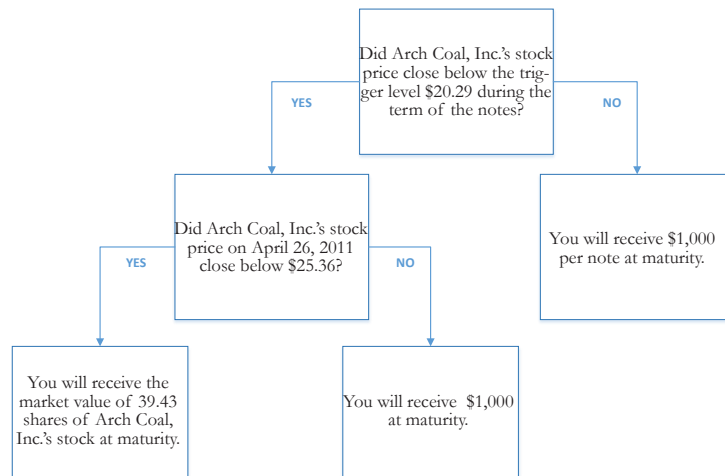 Did Arch Coal, Inc.'s stock
price close below the trig-
ger level $20.29 during the
term of the notes?
YES
NO
Did Arch Coal, Inc.'s stock
price on April 26, 2011
close below $25.36?
You will receive $1,000
per note at maturity.
YES
NO
You will receive the
market value of 39.43
shares of Arch Coal,
Inc.'s stock at maturity.
You will receive $1,000
at maturity.